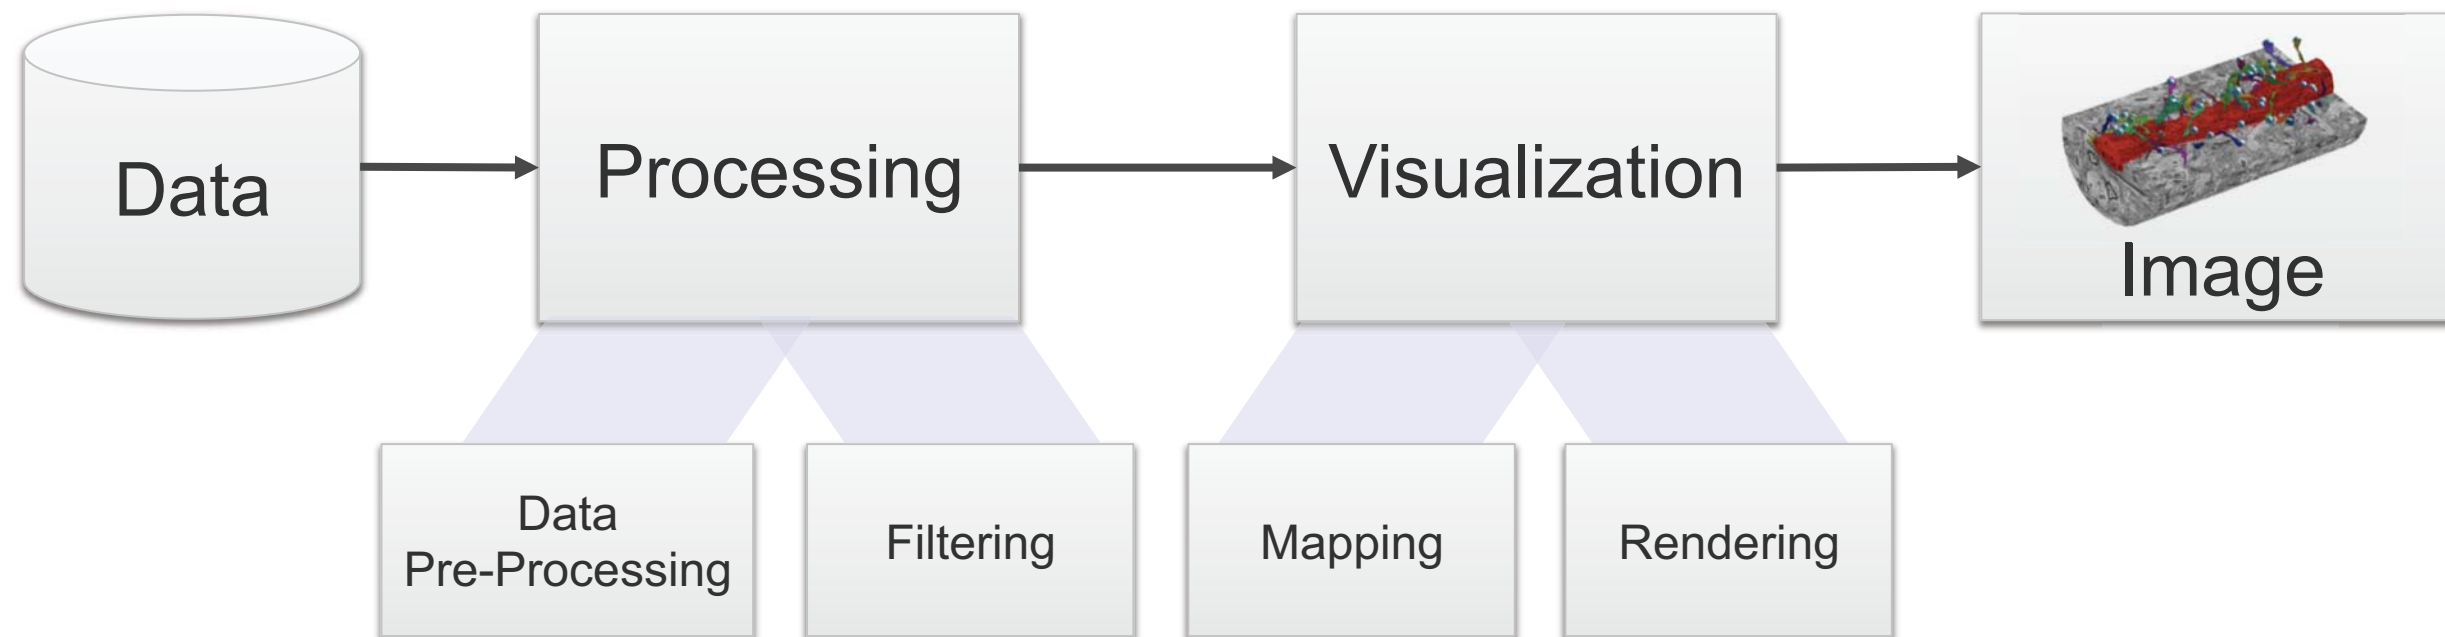 Data
Processing
Visualization
Image
Data
Pre-Processing
Filtering
Mapping
Rendering